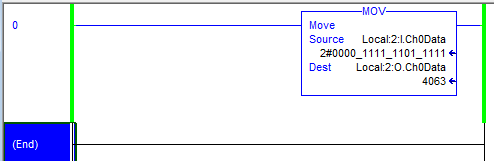 MOV
0
Move
Source Local:2:I.Ch0Data
2#0000_1111_1101_1111
Dest Local:2:O.Ch0Data
4063
(End)